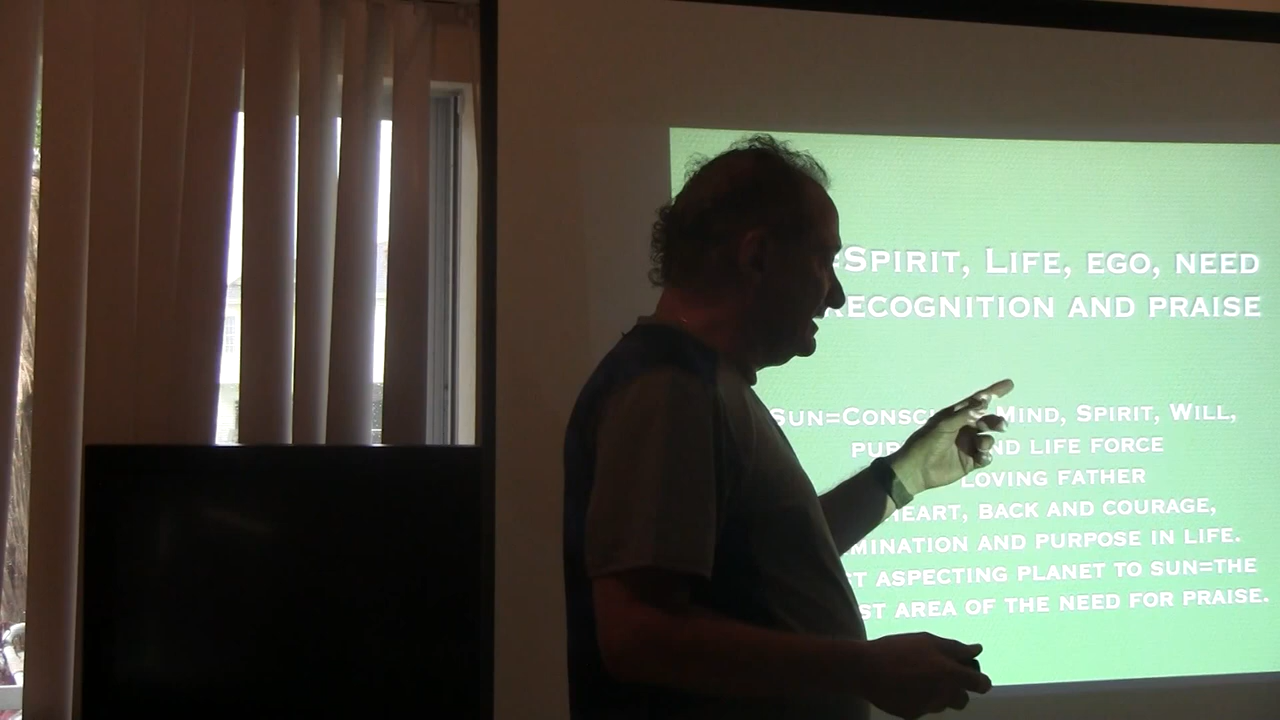 =Spirit, Life, ego, need
recognition and praise
Sun=Consc Mind, Spirit, Will,
pur nd life force
loving father
heart, back and courage,
mination and purpose in life.
st aspecting planet to sun=the
st area of the need for praise.